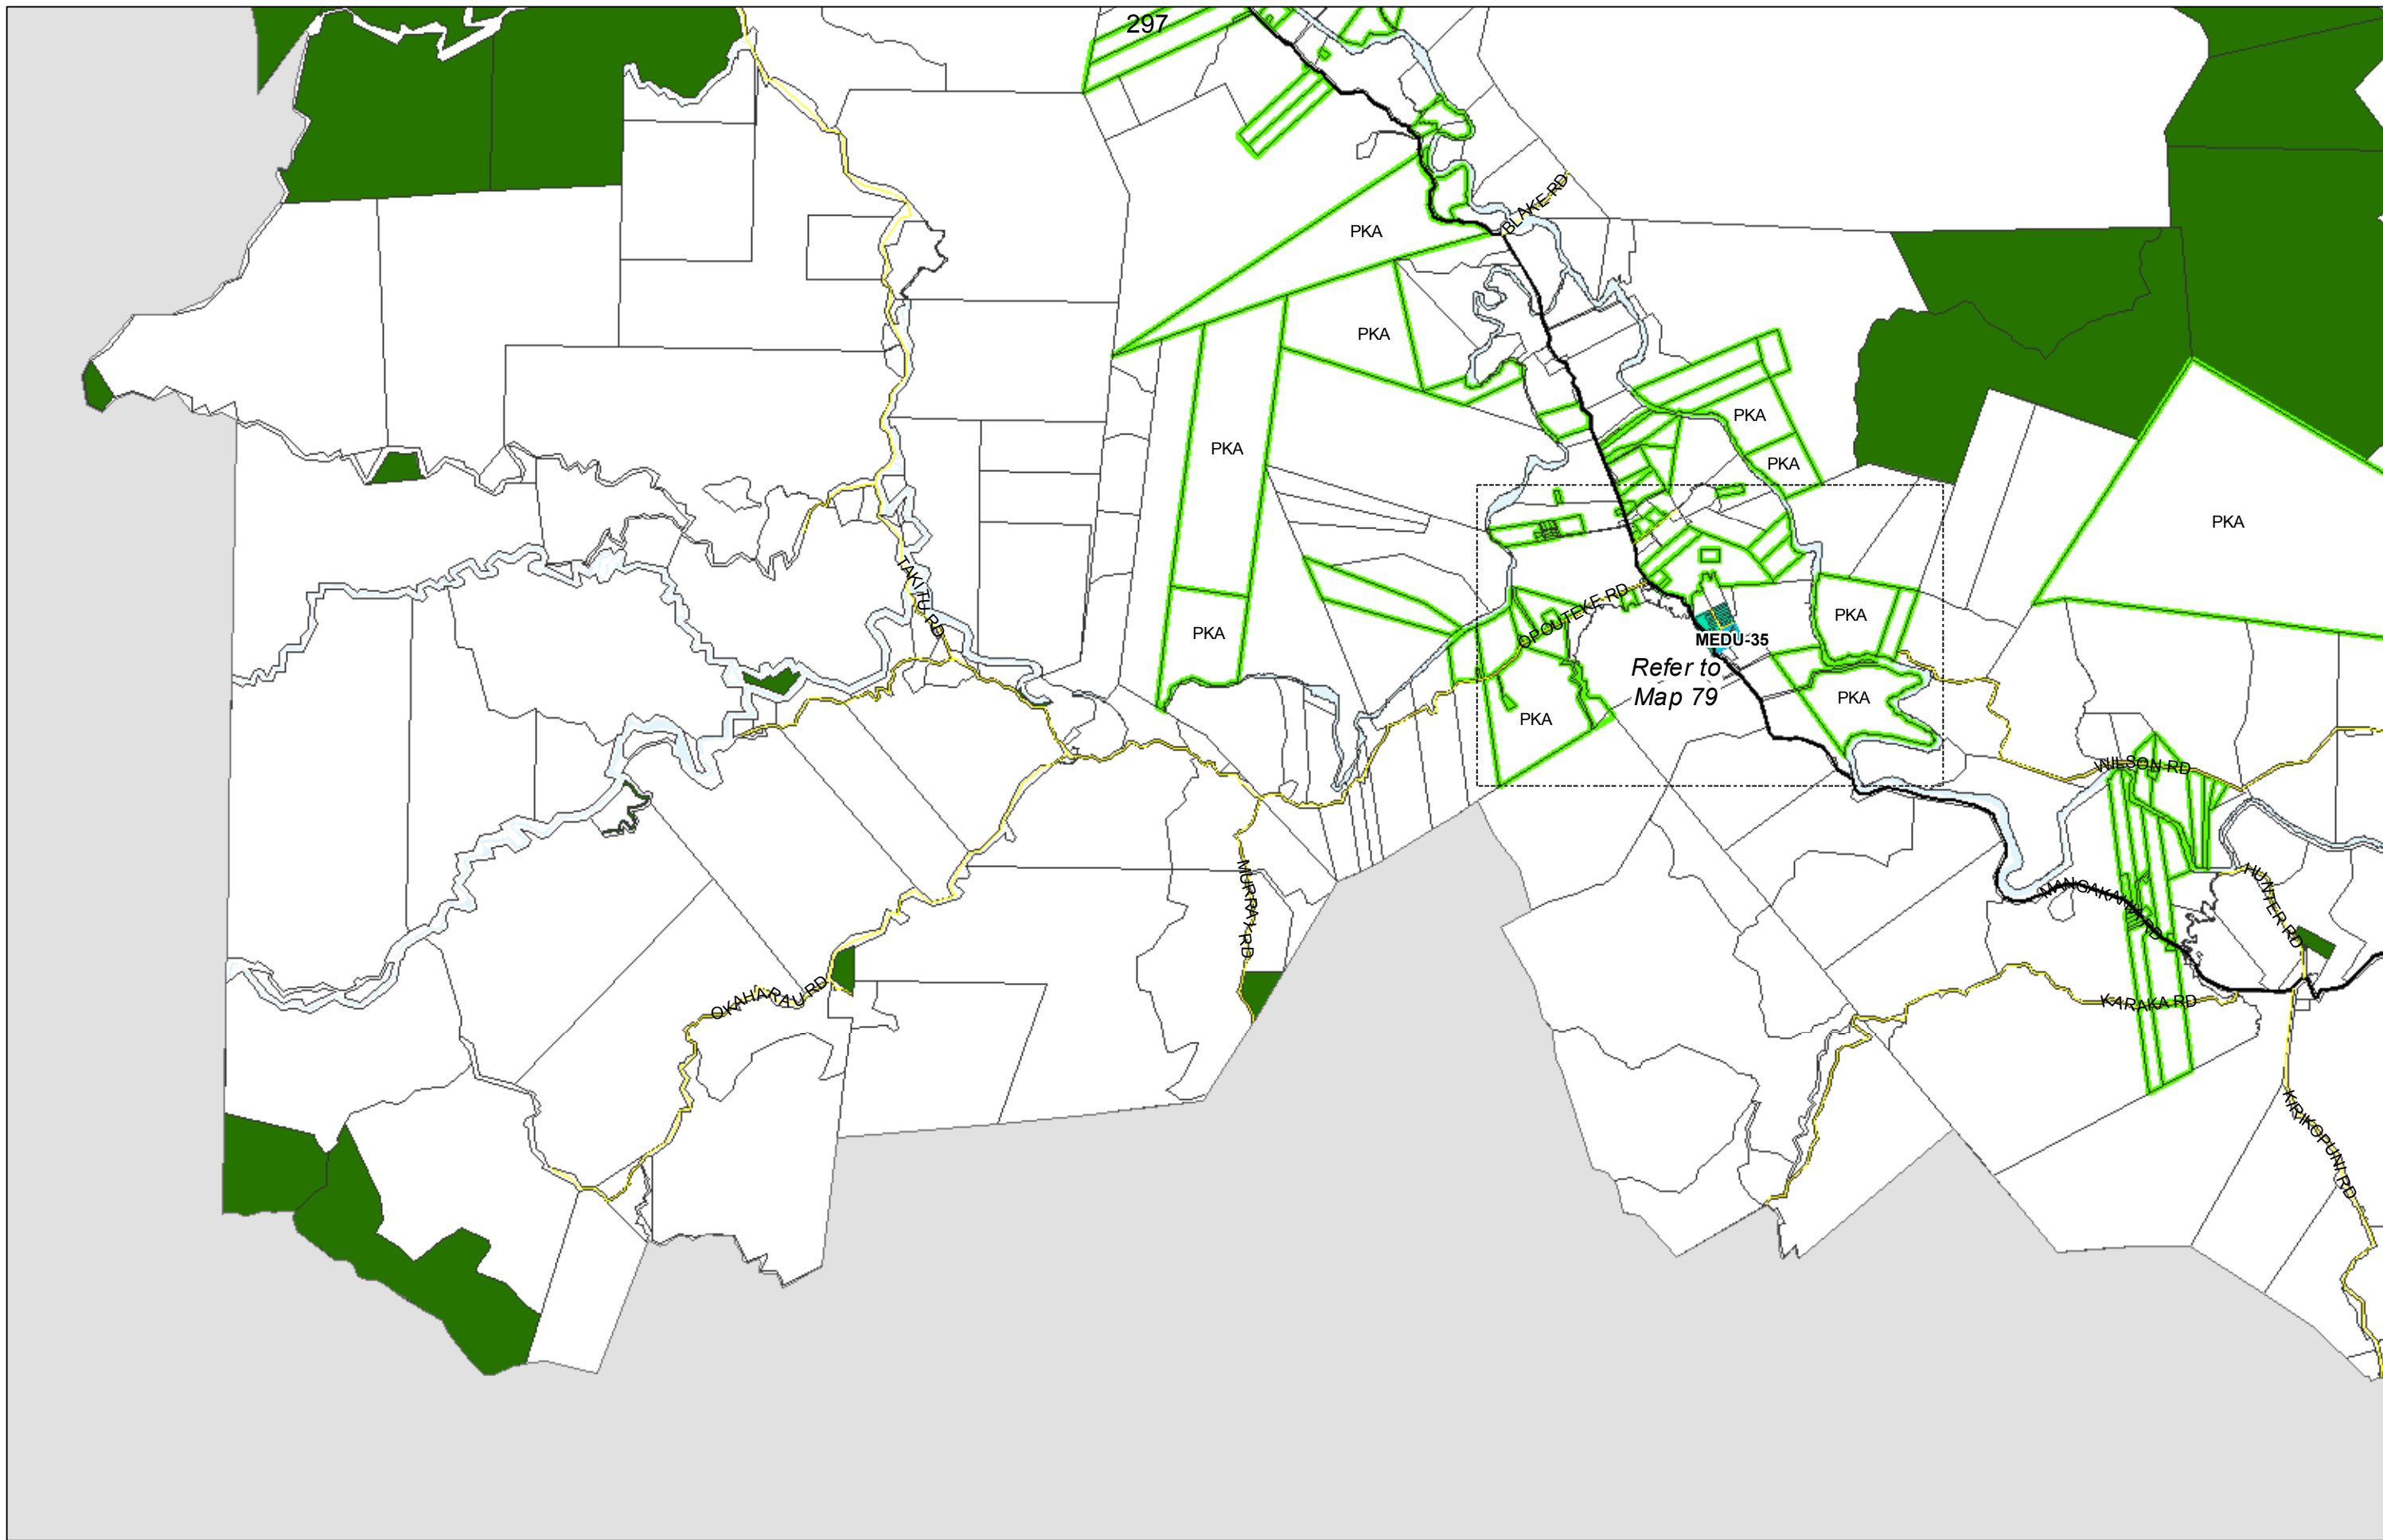 297
BLAKE RD
PKA
PKA
PKA
PKA
PKA
PKA
TAKITU RD
OPOUTEKE RD
PKA
PKA
MEDU-35
Refer to
Map 79
PKA
PKA
WILSON RD
MURRAY RD
MANGAKAHIA RD
HUNTER RD
OKAHARAU RD
KARAKA RD
KIRIKOPUNI RD